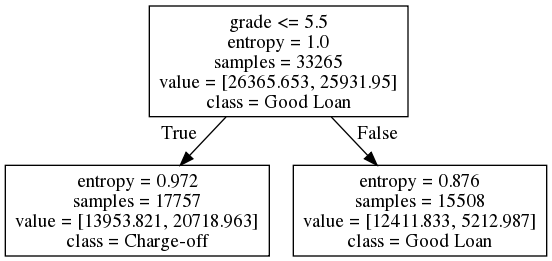 grade <= 5.5
entropy = 1.0
samples = 33265
value = [26365.653, 25931.95]
class = Good Loan
True
False
entropy = 0.972
samples = 17757
value = [13953.821, 20718.963]
class = Charge-off
entropy = 0.876
samples = 15508
value = [12411.833, 5212.987]
class = Good Loan